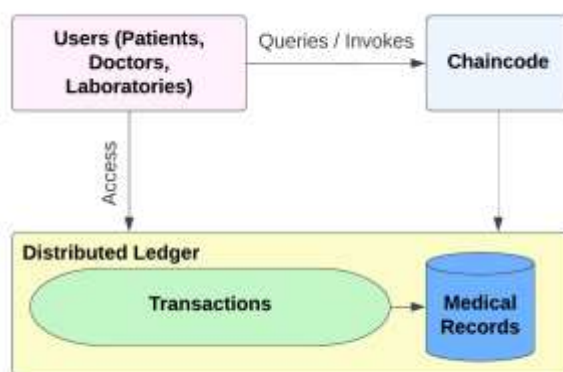 Users (Patients,
Doctors,
Laboratories)
Queries / Invokes
Chaincode
Access
Distributed Ledger
Transactions
Medical
Records